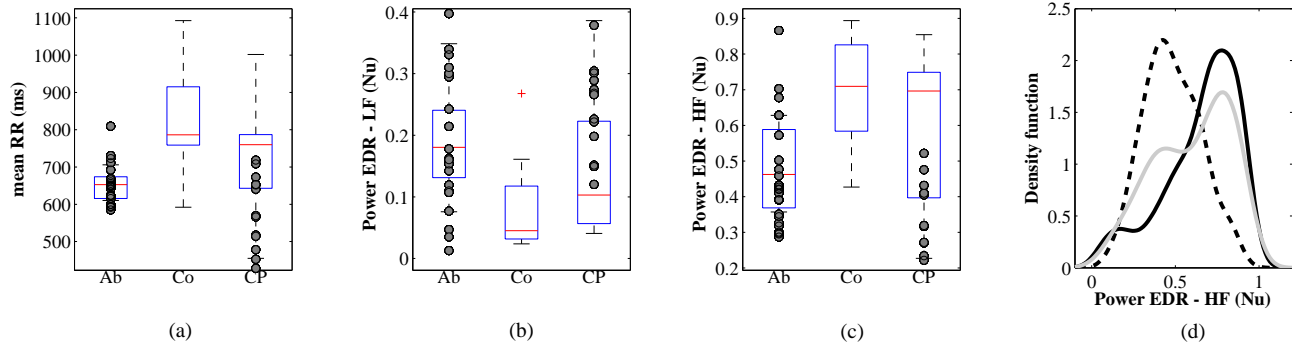 1100
1000
900
800
700
600
500
mean RR (ms)
Ab Co CP
(a)
0.4
0.3
0.2
0.1
0
Power EDR - LF (Nu)
Ab Co CP
(b)
0.9
0.8
0.7
0.6
0.5
0.4
0.3
0.2
Power EDR - HF (Nu)
Ab Co CP
(c)
2.5
2
1.5
1
0.5
0
Density function
0 0.5 1
Power EDR - HF (Nu)
(d)